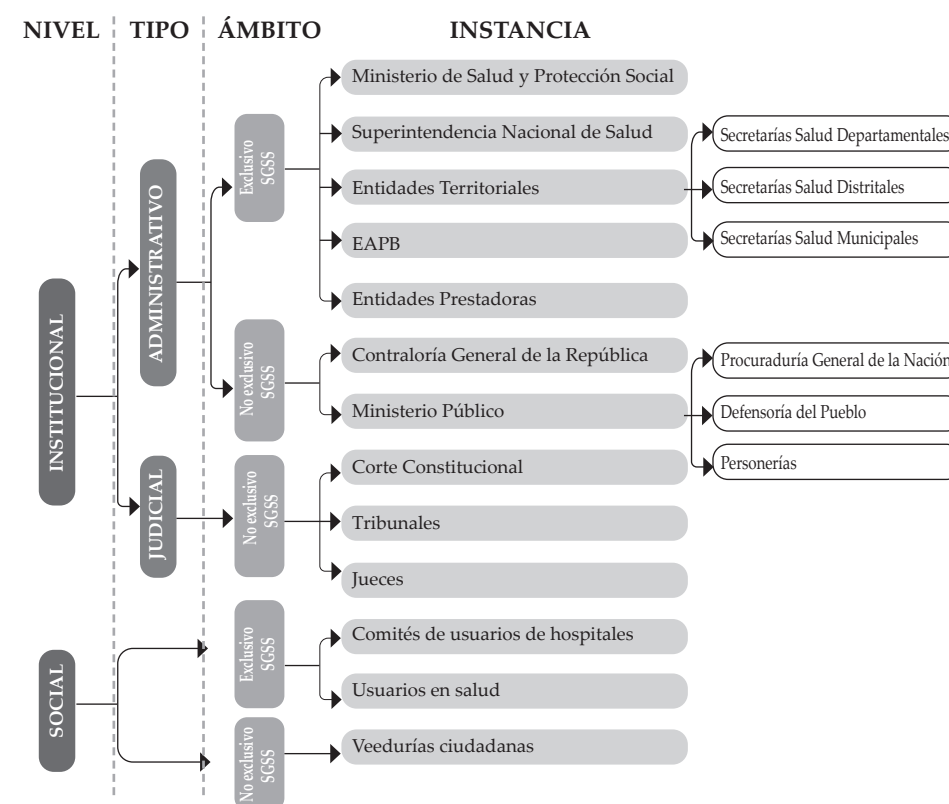 NIVEL TIPO ÁMBITO INSTANCIA
INSTITUCIONAL
ADMINISTRATIVO
Exclusivo
SGSS
Ministerio de Salud y Protección Social
Superintendencia Nacional de Salud
Entidades Territoriales
EAPB
Entidades Prestadoras
Secretarías Salud Departamentales
Secretarías Salud Distritales
Secretarías Salud Municipales
No exclusivo
SGSS
Contraloría General de la República
Ministerio Público
Procuraduría General de la Nación
Defensoría del Pueblo
Personerías
JUDICIAL
No exclusivo
SGSS
Corte Constitucional
Tribunales
Jueces
SOCIAL
Exclusivo
SGSS
Comités de usuarios de hospitales
Usuarios en salud
No exclusivo
SGSS
Veedurías ciudadanas